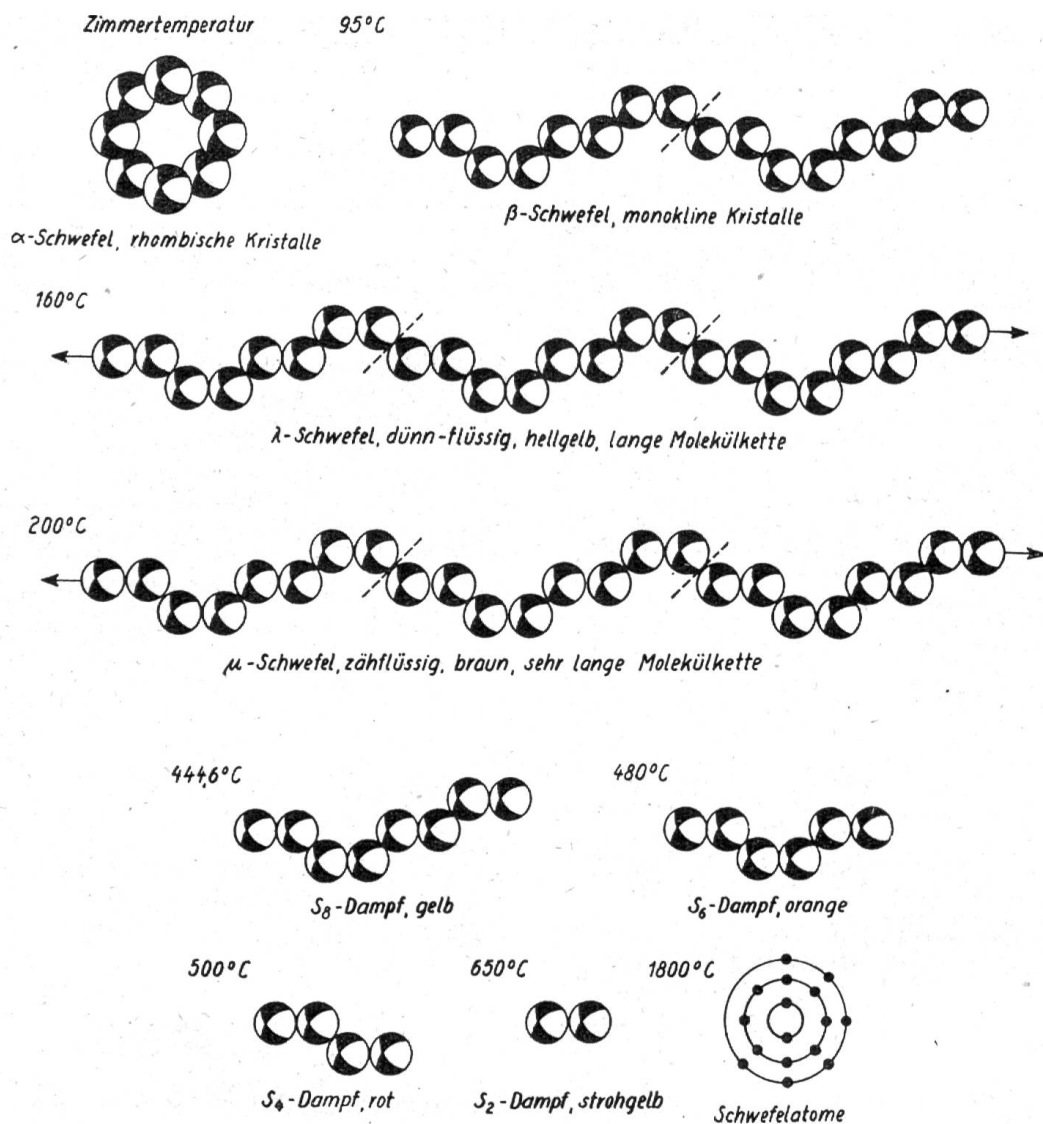 Zimmertemperatur
95°C
α-Schwefel, rhombische Kristalle
β-Schwefel, monokline Kristalle
160°C
λ-Schwefel, dünn-flüssig, hellgelb, lange Molekülkette
200°C
μ-Schwefel, zähflüssig, braun, sehr lange Molekülkette
444,6°C
480°C
S₈-Dampf, gelb
S₆-Dampf, orange
500°C
650°C
1800°C
S₄-Dampf, rot
S₂-Dampf, strohgelb
Schwefelatome